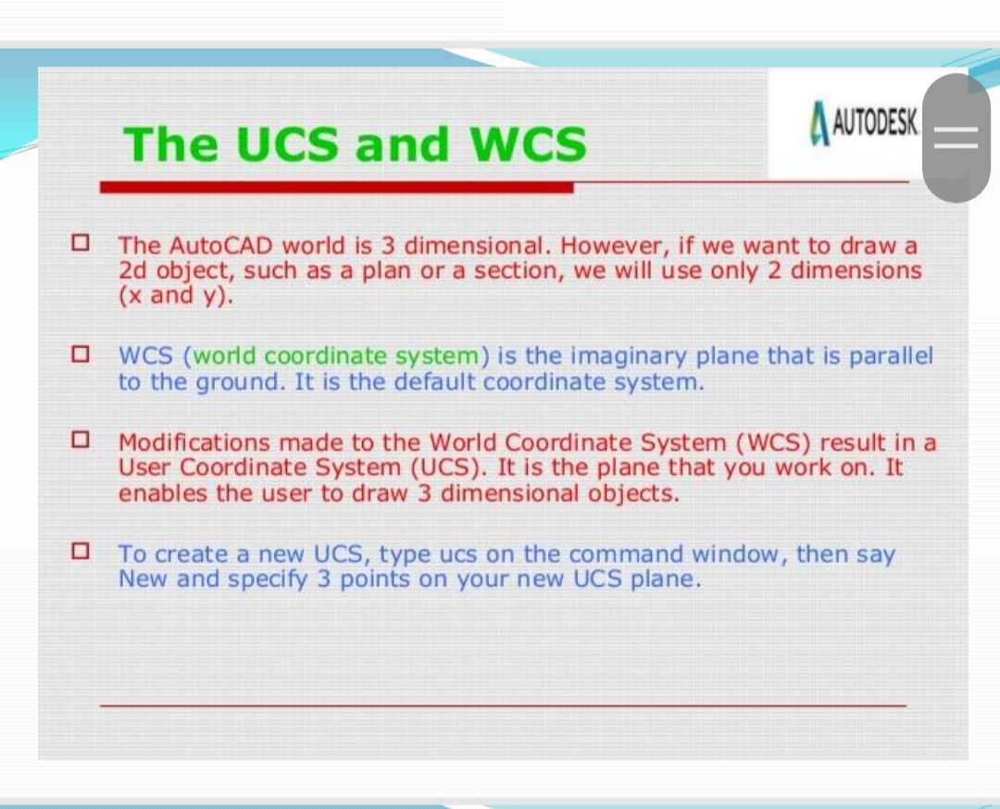 The UCS and WCS
AUTODESK
The AutoCAD world is 3 dimensional. However, if we want to draw a
2d object, such as a plan or a section, we will use only 2 dimensions
(x and y).
WCS (world coordinate system) is the imaginary plane that is parallel
to the ground. It is the default coordinate system.
Modifications made to the World Coordinate System (WCS) result in a
User Coordinate System (UCS). It is the plane that you work on. It
enables the user to draw 3 dimensional objects.
To create a new UCS, type ucs on the command window, then say
New and specify 3 points on your new UCS plane.